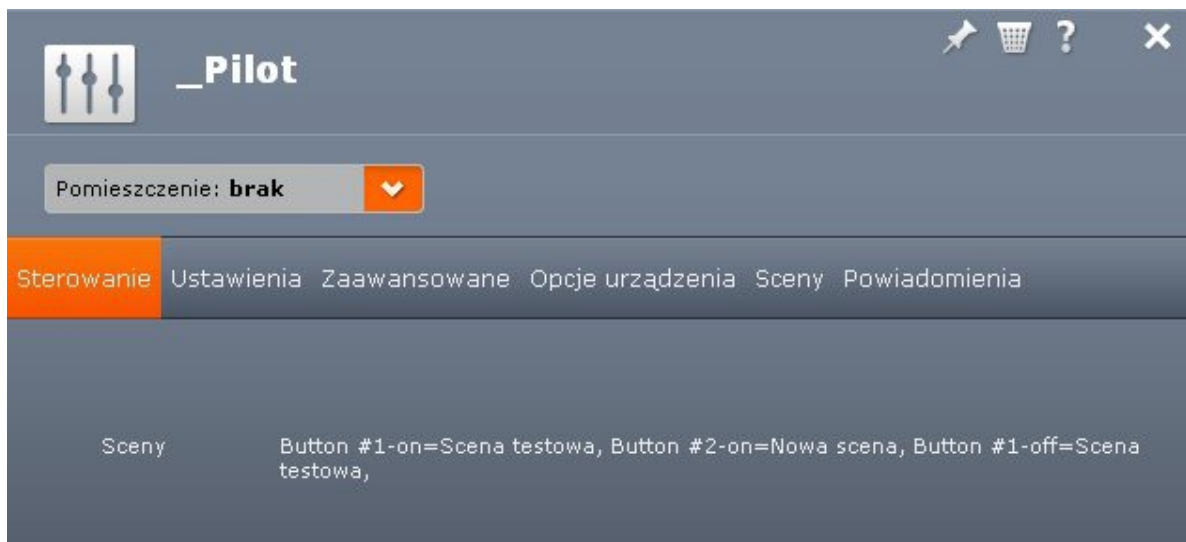 _Pilot
?
Pomieszczenie: brak
Sterowanie Ustawienia Zaawansowane Opcje urządzenia Sceny Powiadomienia
Sceny Button #1-on=Scena testowa, Button #2-on=Nowa scena, Button #1-off=Scena
testowa,